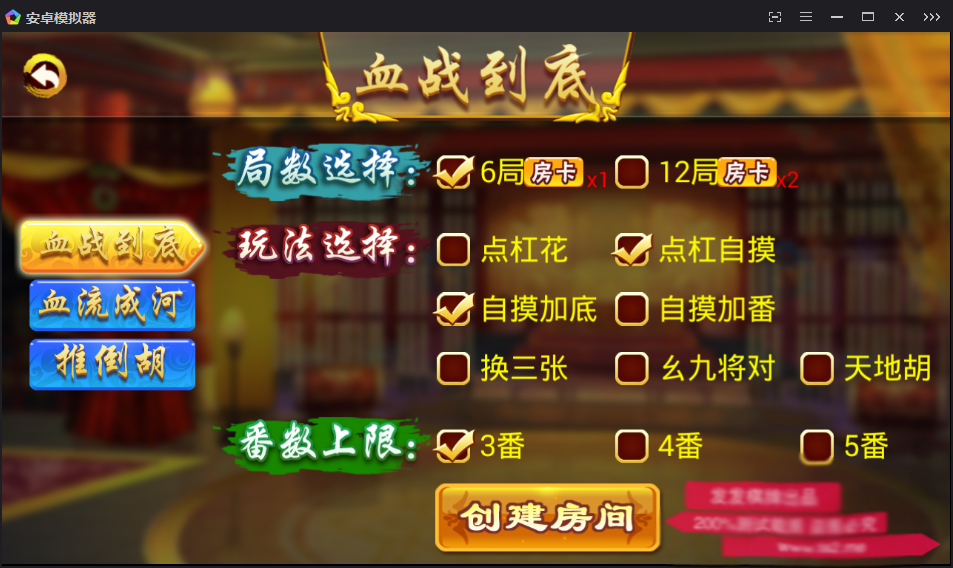 安卓模拟器
血战到底
局数选择： 6局房卡x1 12局房卡x2
血战到底
玩法选择： 点杠花 点杠自摸
血流成河
自摸加底 自摸加番
推倒胡
换三张 幺九将对 天地胡
番数上限： 3番 4番 5番
创建房间